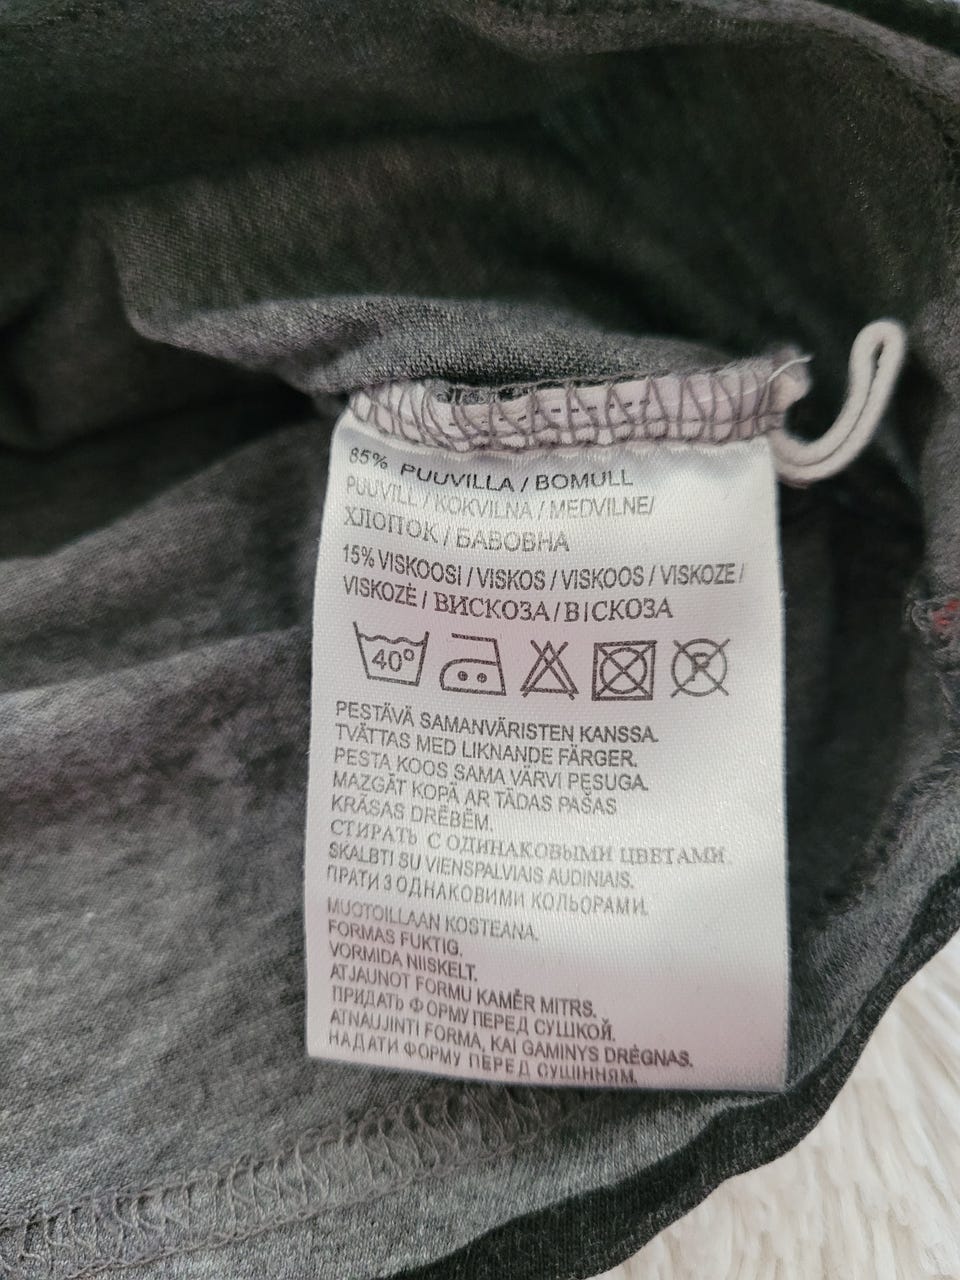 85% PUUVILLA / BOMULL
PUUVILL / KOKVILNA / MEDVILNE/
ХЛОПОК / БАВОВНА
15% VISKOOSI / VISKOS / VISKOOS / VISKOZE /
VISKOZĖ / ВИСКОЗА / ВІСКОЗА
40° P
PESTÄVÄ SAMANVÄRISTEN KANSSA.
TVÄTTAS MED LIKNANDE FÄRGER.
PESTA KOOS SAMA VÄRVI PESUGA.
MAZGĀT KOPĀ AR TĀDAS PAŠAS
KRĀSAS DRĒBĒM.
СТИРАТЬ С ОДИНАКОВЫМИ ЦВЕТАМИ.
SKALBTI SU VIENSPALVIAIS AUDINIAIS.
ПРАТИ З ОДНАКОВИМИ КОЛЬОРАМИ.
MUOTOILLAAN KOSTEANA.
FORMAS FUKTIG.
VORMIDA NIISKELT.
ATJAUNOT FORMU KAMĒR MITRS.
ПРИДАТЬ ФОРМУ ПЕРЕД СУШКОЙ.
ATNAUJINTI FORMA, KAI GAMINYS DRĖGNAS.
НАДАТИ ФОРМУ ПЕРЕД СУШІННЯМ.